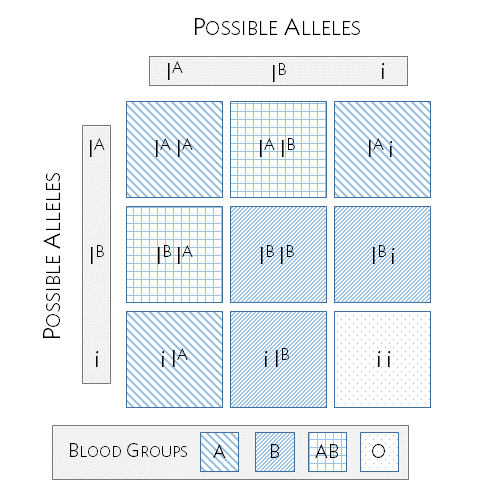 POSSIBLE ALLELES
I^A I^B i
POSSIBLE ALLELES
I^A
I^B
i
I^A I^A I^A I^B I^A i
I^B I^A I^B I^B I^B i
i I^A i I^B i i
BLOOD GROUPS A B AB O